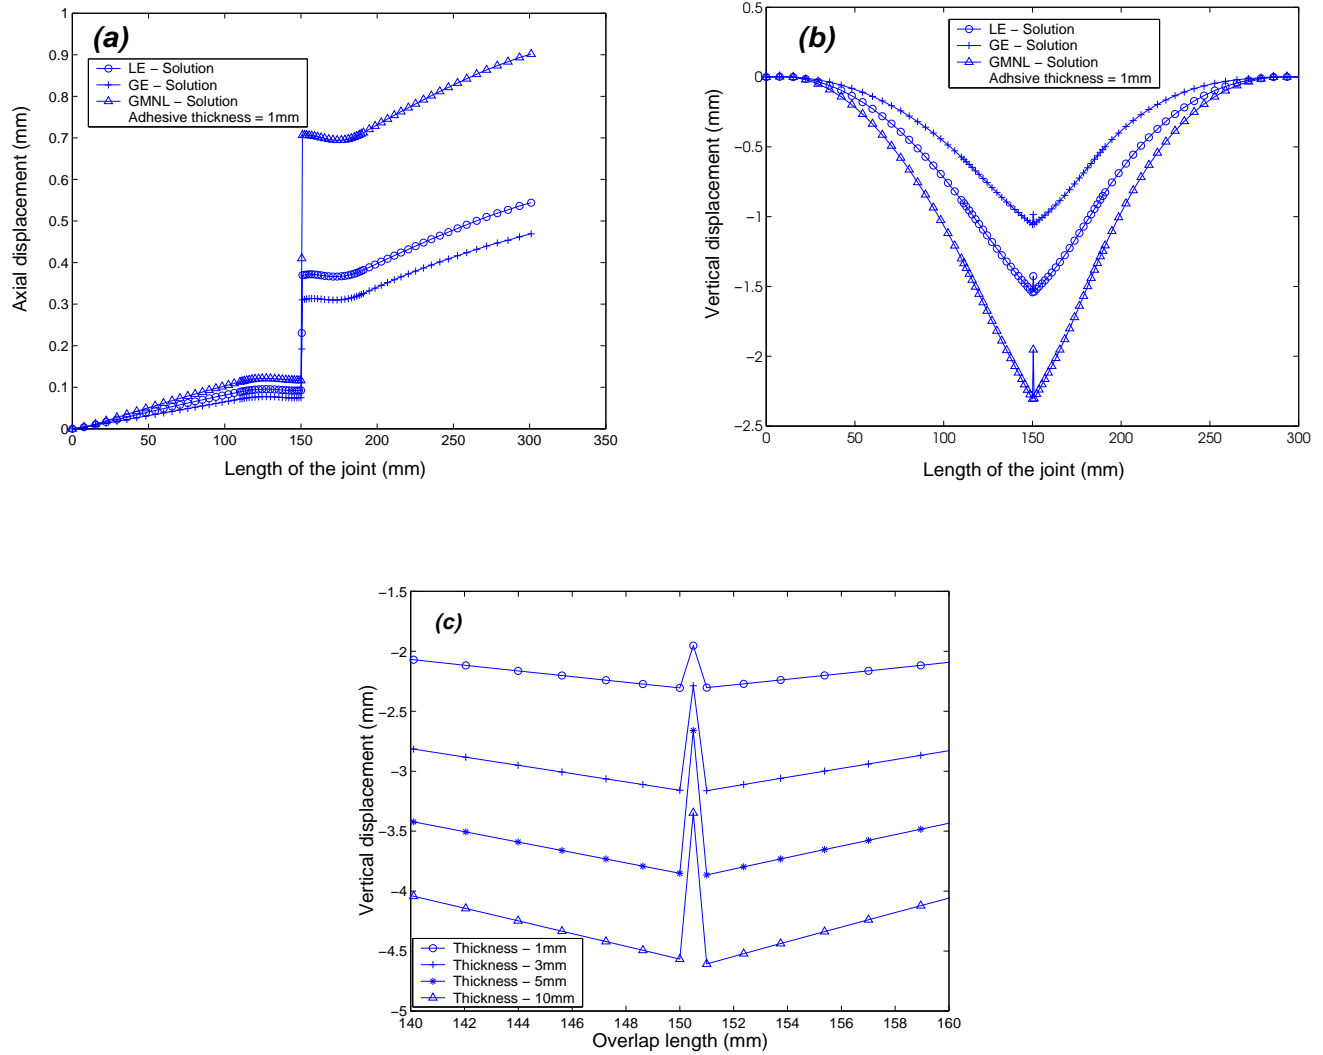 (a)
LE – Solution
GE – Solution
GMNL – Solution
Adhesive thickness = 1mm
1
0.9
0.8
0.7
0.6
0.5
0.4
0.3
0.2
0.1
0
0 50 100 150 200 250 300 350
Axial displacement (mm)
Length of the joint (mm)
(b)
LE – Solution
GE – Solution
GMNL – Solution
Adhsive thickness = 1mm
0.5
0
−0.5
−1
−1.5
−2
−2.5
0 50 100 150 200 250 300
Vertical displacement (mm)
Length of the joint (mm)
(c)
−1.5
−2
−2.5
−3
−3.5
−4
−4.5
−5
Vertical displacement (mm)
Thickness – 1mm
Thickness – 3mm
Thickness – 5mm
Thickness – 10mm
140 142 144 146 148 150 152 154 156 158 160
Overlap length (mm)